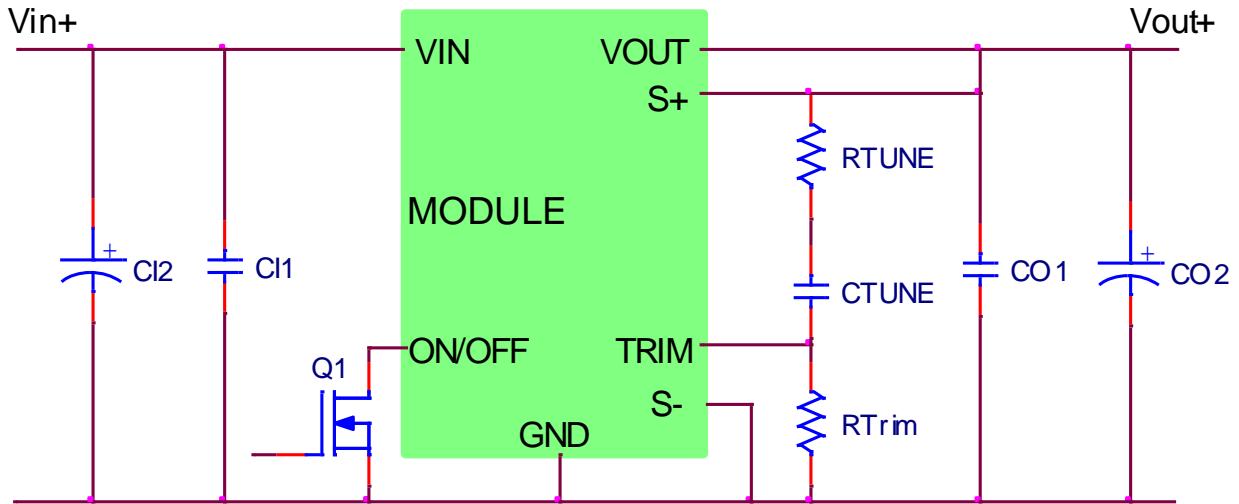 Vin+
Vout+
VIN
VOUT
S+
RTUNE
MODULE
CI2
CI1
CTUNE
CO1
CO2
ON/OFF
TRIM
Q1
S-
RTrim
GND
+
+